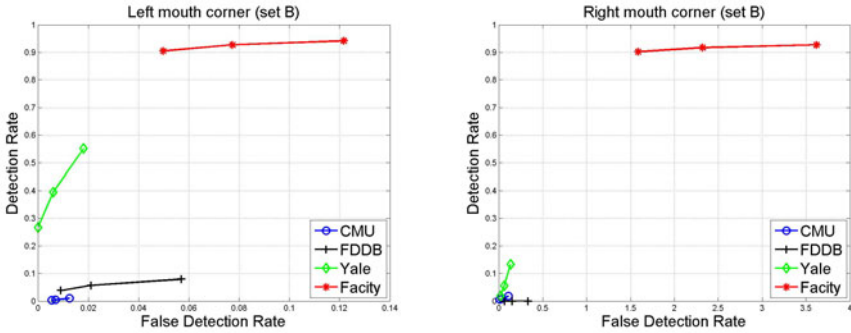 Left mouth corner (set B)
1
0.9
0.8
0.7
0.6
0.5
0.4
0.3
0.2
0.1
0
Detection Rate
0 0.02 0.04 0.06 0.08 0.1 0.12 0.14
False Detection Rate
CMU
FDDB
Yale
Facity
Right mouth corner (set B)
1
0.9
0.8
0.7
0.6
0.5
0.4
0.3
0.2
0.1
0
Detection Rate
0 0.5 1 1.5 2 2.5 3 3.5 4
False Detection Rate
CMU
FDDB
Yale
Facity